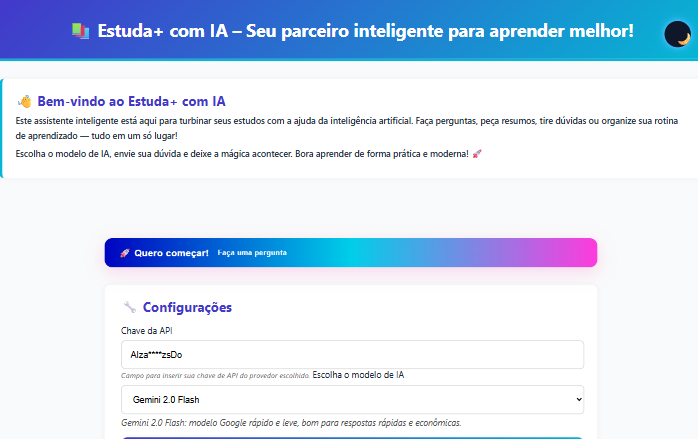 📚 Estuda+ com IA – Seu parceiro inteligente para aprender melhor!
👋 Bem-vindo ao Estuda+ com IA
Este assistente inteligente está aqui para turbinar seus estudos com a ajuda da inteligência artificial. Faça perguntas, peça resumos, tire dúvidas ou organize sua rotina
de aprendizado — tudo em um só lugar!
Escolha o modelo de IA, envie sua dúvida e deixe a mágica acontecer. Bora aprender de forma prática e moderna! 🚀
🚀 Quero começar! Faça uma pergunta
🔧 Configurações
Chave da API
AIza****zsDo
Campo para inserir sua chave de API do provedor escolhido. Escolha o modelo de IA
Gemini 2.0 Flash
Gemini 2.0 Flash: modelo Google rápido e leve, bom para respostas rápidas e econômicas.